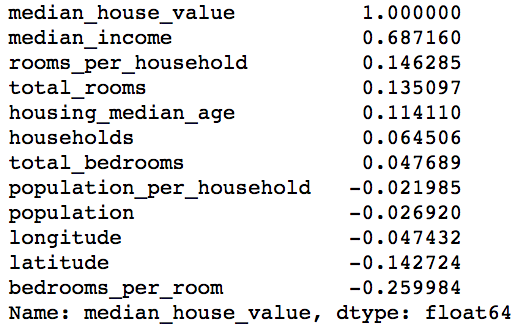 median_house_value          1.000000
median_income               0.687160
rooms_per_household         0.146285
total_rooms                 0.135097
housing_median_age          0.114110
households                  0.064506
total_bedrooms              0.047689
population_per_household   -0.021985
population                 -0.026920
longitude                  -0.047432
latitude                   -0.142724
bedrooms_per_room          -0.259984
Name: median_house_value, dtype: float64